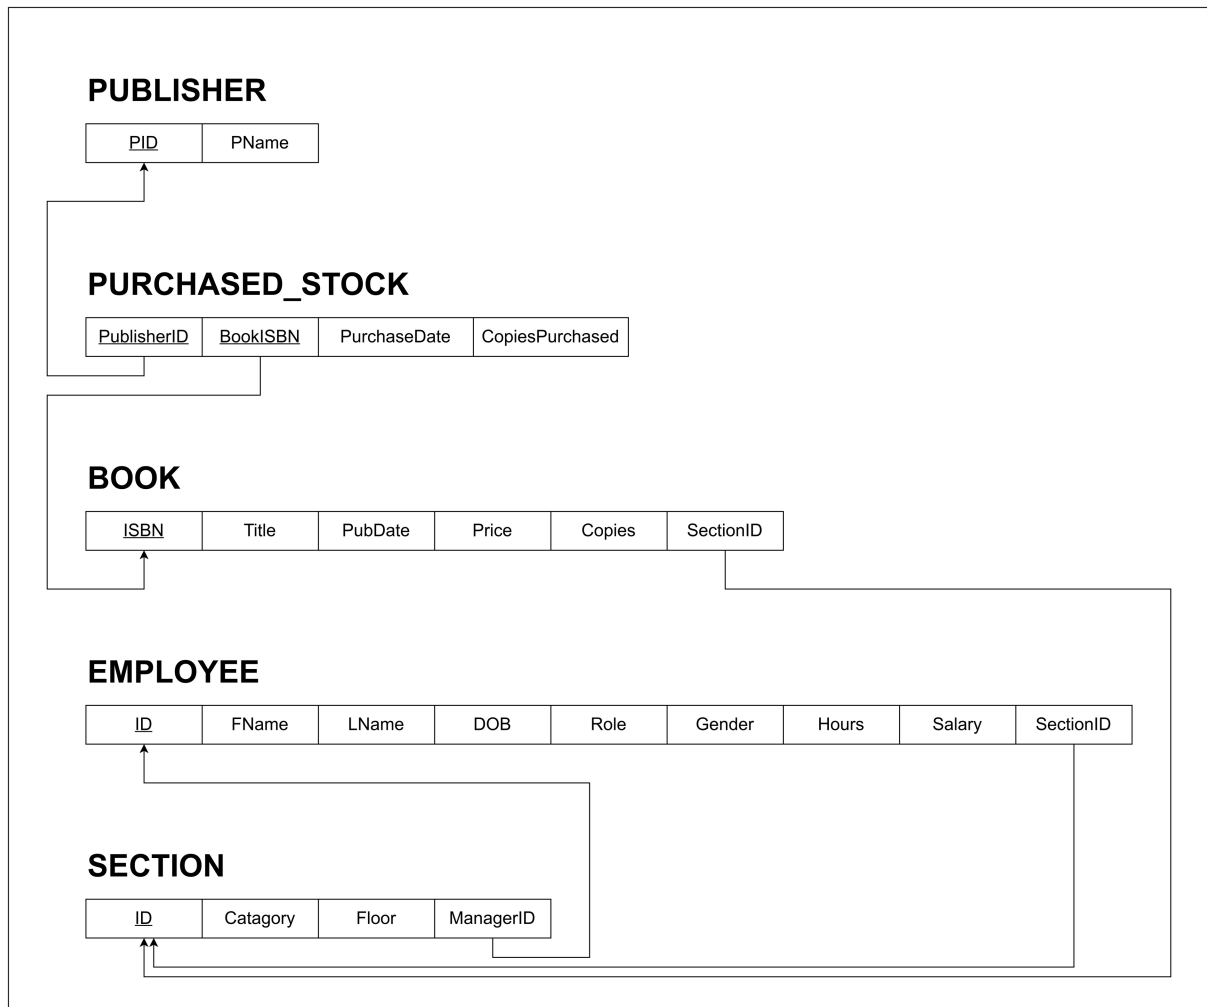 PUBLISHER
PID PName
PURCHASED_STOCK
PublisherID BookISBN PurchaseDate CopiesPurchased
BOOK
ISBN Title PubDate Price Copies SectionID
EMPLOYEE
ID FName LName DOB Role Gender Hours Salary SectionID
SECTION
ID Catagory Floor ManagerID